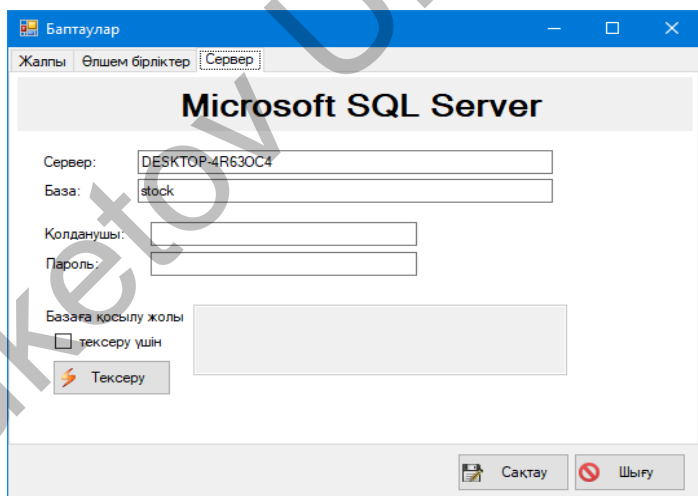 Баптаулар
Жалпы Өлшем бірліктер Сервер
Microsoft SQL Server
Сервер: DESKTOP-4R63OC4
База: stock
Қолданушы:
Пароль:
Базаға қосылу жолы
тексеру үшін
Тексеру
Сақтау Шығу